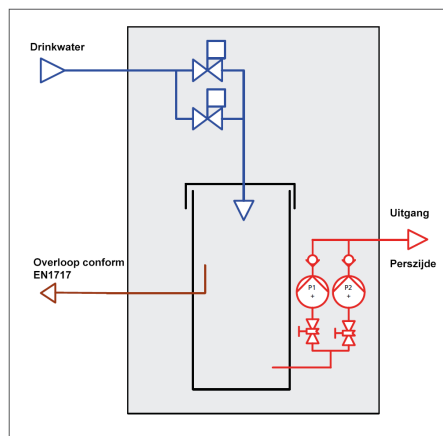 Drinkwater
Uitgang
Perszijde
Overloop conform
EN1717
P1
+
P2
+